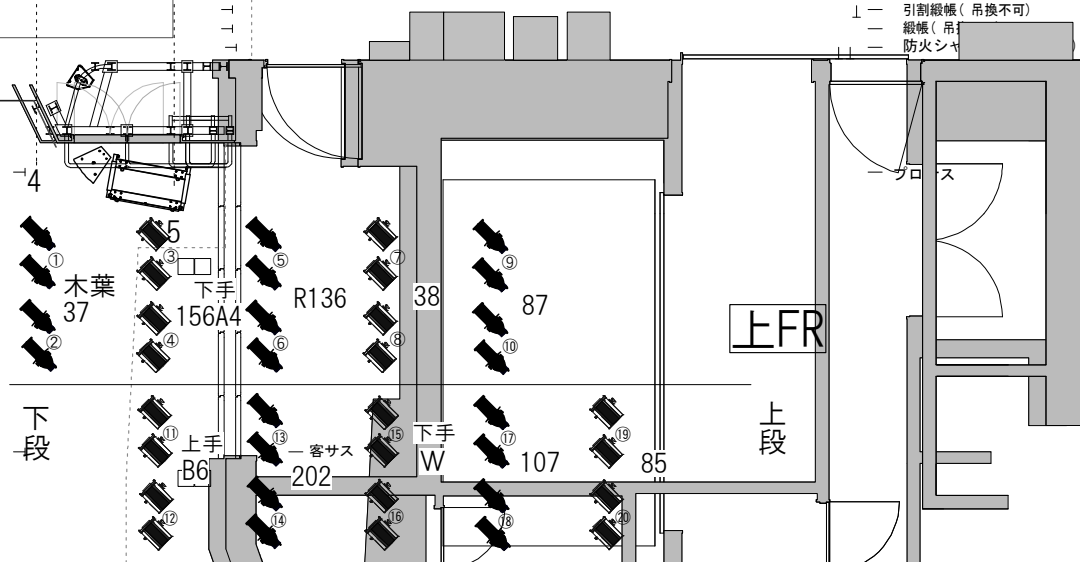 引割緞帳( 吊換不可)
緞帳( 吊
防火シャ
4
プロ
5
①
③
⑤
⑦
⑨
木葉
37
下手
156A4
R136
38
87
上FR
②
④
⑥
⑧
⑩
下段
上段
⑪
⑬
⑮
⑰
⑲
上手
B6
客サス
202
下手
W
107
85
⑫
⑭
⑯
⑱
⑳